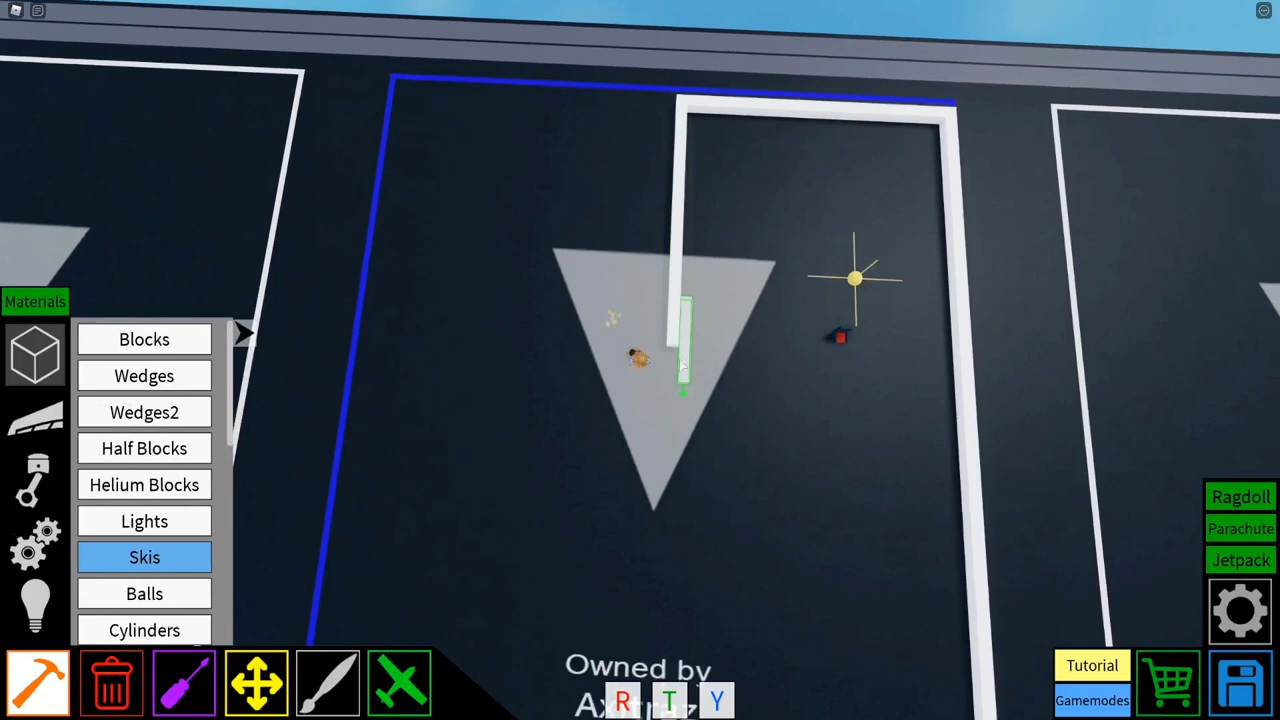 Materials
Blocks
Wedges
Wedges2
Half Blocks
Helium Blocks
Lights
Skis
Balls
Cylinders
Ragdoll
Parachute
Jetpack
Tutorial
Gamemodes
Owned by
R T Y